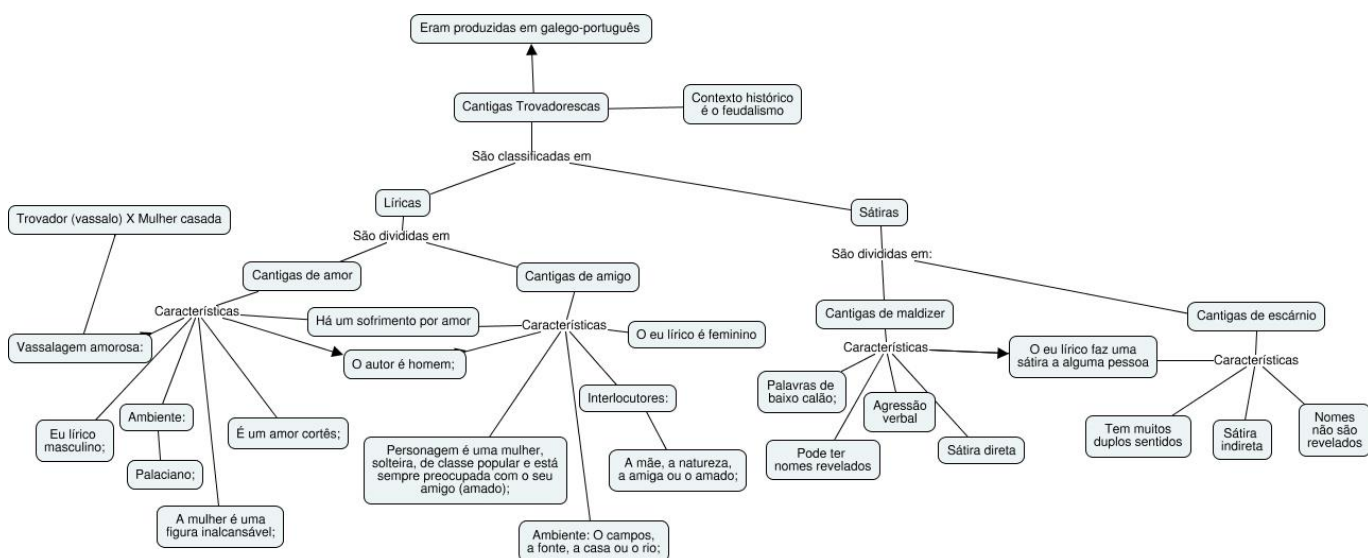 Eram produzidas em galego-português
Cantigas Trovadorescas
Contexto histórico
é o feudalismo
São classificadas em
Líricas
Sátiras
Trovador (vassalo) X Mulher casada
São divididas em
São divididas em:
Cantigas de amor
Cantigas de amigo
Cantigas de maldizer
Cantigas de escárnio
Características
Há um sofrimento por amor
Características
O eu lírico é feminino
Vassalagem amorosa:
O autor é homem;
Características
O eu lírico faz uma
sátira a alguma pessoa
Características
Eu lírico
masculino;
Ambiente:
Palaciano;
A mulher é uma
figura inalcansável;
É um amor cortês;
Personagem é uma mulher,
solteira, de classe popular e está
sempre preocupada com o seu
amigo (amado);
Interlocutores:
A mãe, a natureza,
a amiga ou o amado;
Ambiente: O campos,
a fonte, a casa ou o rio;
Palavras de
baixo calão;
Pode ter
nomes revelados
Agressão
verbal
Sátira direta
Tem muitos
duplos sentidos
Sátira
indireta
Nomes
não são
revelados